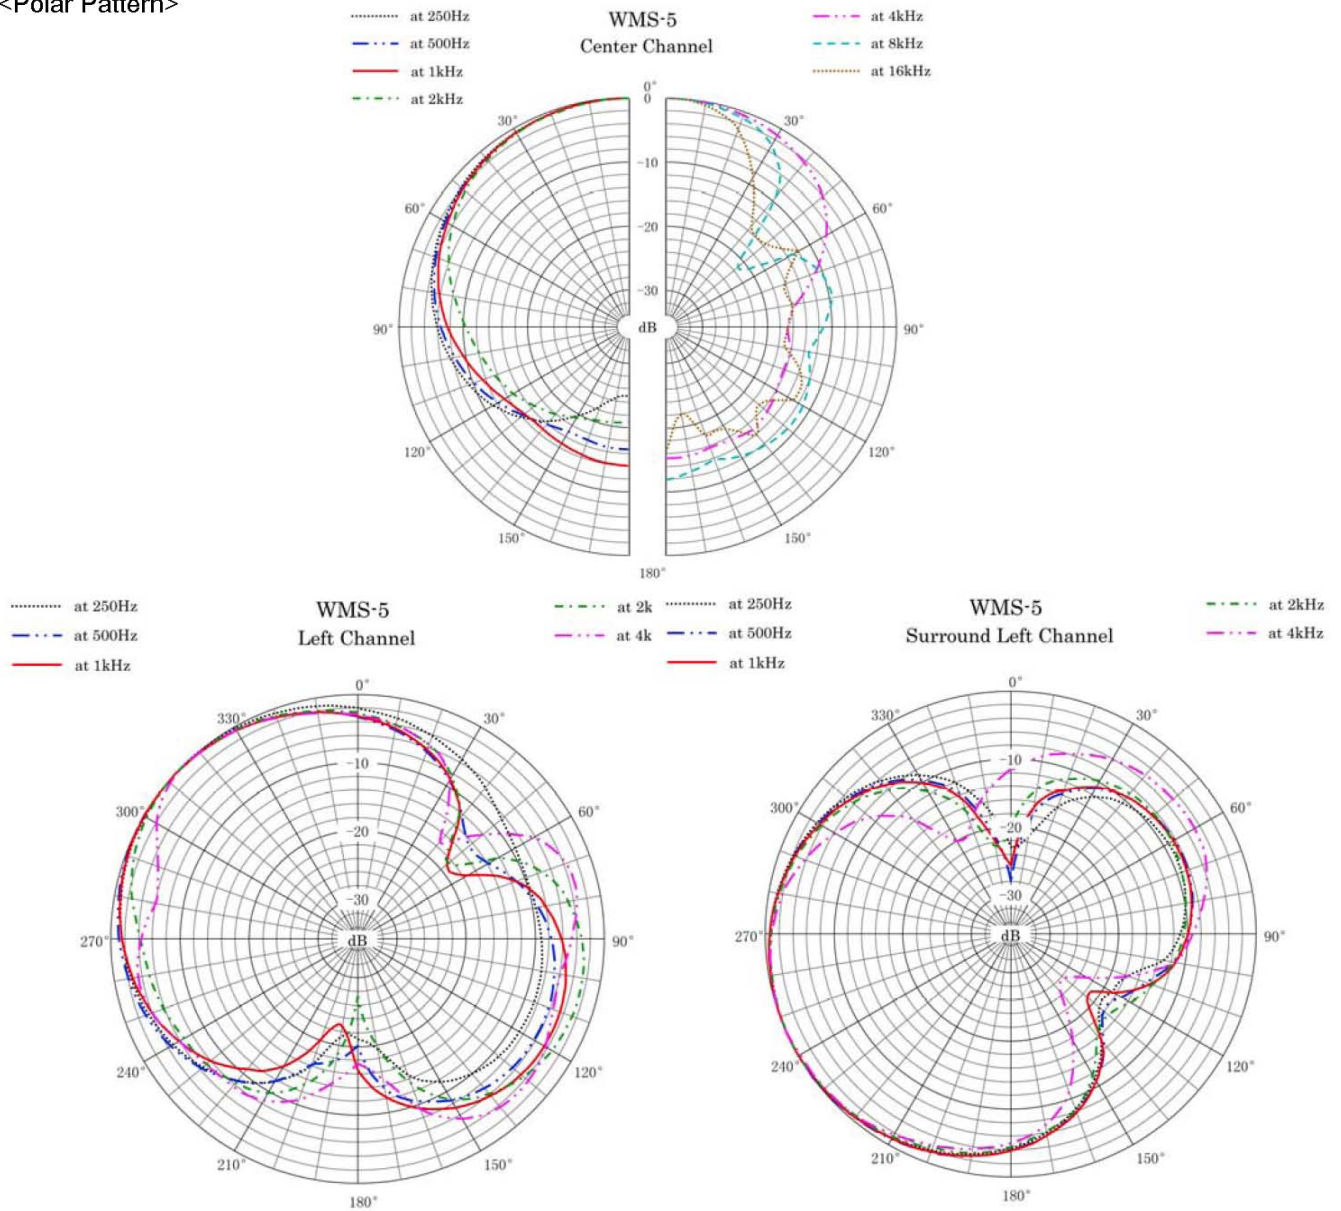 <Polar Pattern>
WMS-5
Center Channel
at 250Hz
at 500Hz
at 1kHz
at 2kHz
at 4kHz
at 8kHz
at 16kHz
0°
0
30°
30°
-10
60°
60°
-20
-30
90°
dB
90°
120°
120°
150°
150°
180°
at 250Hz
at 500Hz
at 1kHz
WMS-5
Left Channel
at 2k
at 4k
0°
330°
30°
-10
300°
60°
-20
-30
270°
dB
90°
240°
120°
210°
150°
180°
at 250Hz
at 500Hz
at 1kHz
WMS-5
Surround Left Channel
at 2kHz
at 4kHz
0°
330°
30°
-10
300°
60°
-20
-30
270°
dB
90°
240°
120°
210°
150°
180°